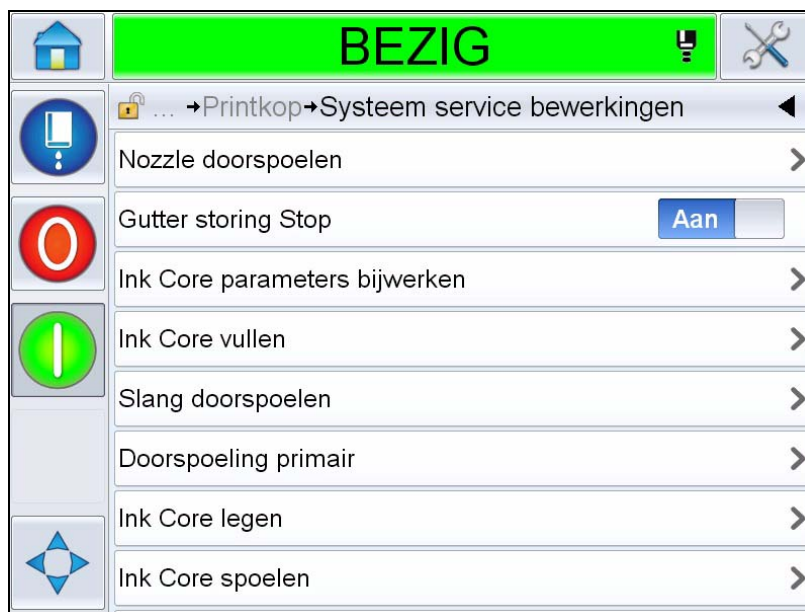 BEZIG
... →Printkop→Systeem service bewerkingen
Nozzle doorspoelen
Gutter storing Stop
Aan
Ink Core parameters bijwerken
Ink Core vullen
Slang doorspoelen
Doorspoeling primair
Ink Core legen
Ink Core spoelen